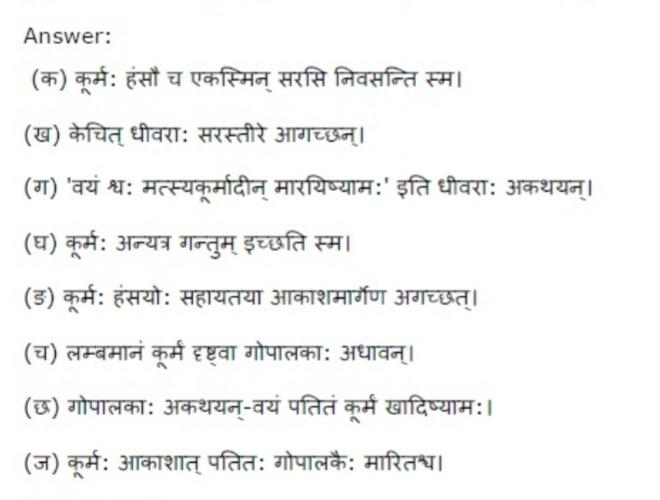 Answer:
(क) कूर्म: हंसौ च एकस्मिन् सरसि निवसन्ति स्म।
(ख) केचित् धीवरा: सरस्तीरे आगच्छन्।
(ग) 'वयं श्व: मत्स्यकूर्मादीन् मारयिष्याम:' इति धीवरा: अकथयन्।
(घ) कूर्म: अन्यत्र गन्तुम् इच्छति स्म।
(ङ) कूर्म: हंसयो: सहायतया आकाशमार्गेण अगच्छत्।
(च) लम्बमानं कूर्मं दृष्ट्वा गोपालका: अधावन्।
(छ) गोपालका: अकथयन्-वयं पतितं कूर्मं खादिष्याम:।
(ज) कूर्म: आकाशात् पतित: गोपालकै: मारितश्च।